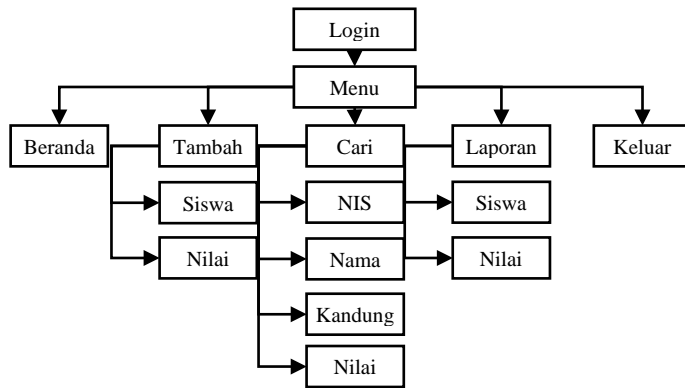 Login
Menu
Beranda
Tambah
Cari
Laporan
Keluar
Siswa
NIS
Siswa
Nilai
Nama
Nilai
Kandung
Nilai